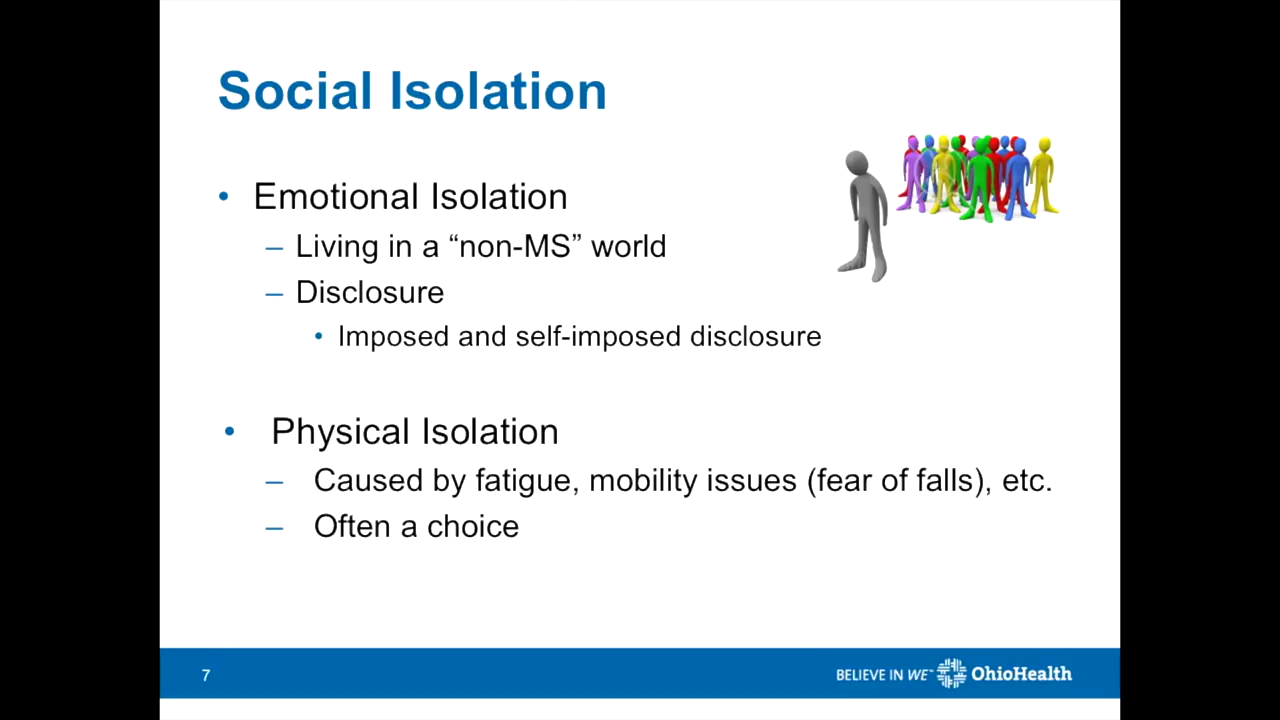 Social Isolation
• Emotional Isolation
– Living in a “non-MS” world
– Disclosure
• Imposed and self-imposed disclosure
• Physical Isolation
– Caused by fatigue, mobility issues (fear of falls), etc.
– Often a choice
7
BELIEVE IN WE℠ OhioHealth